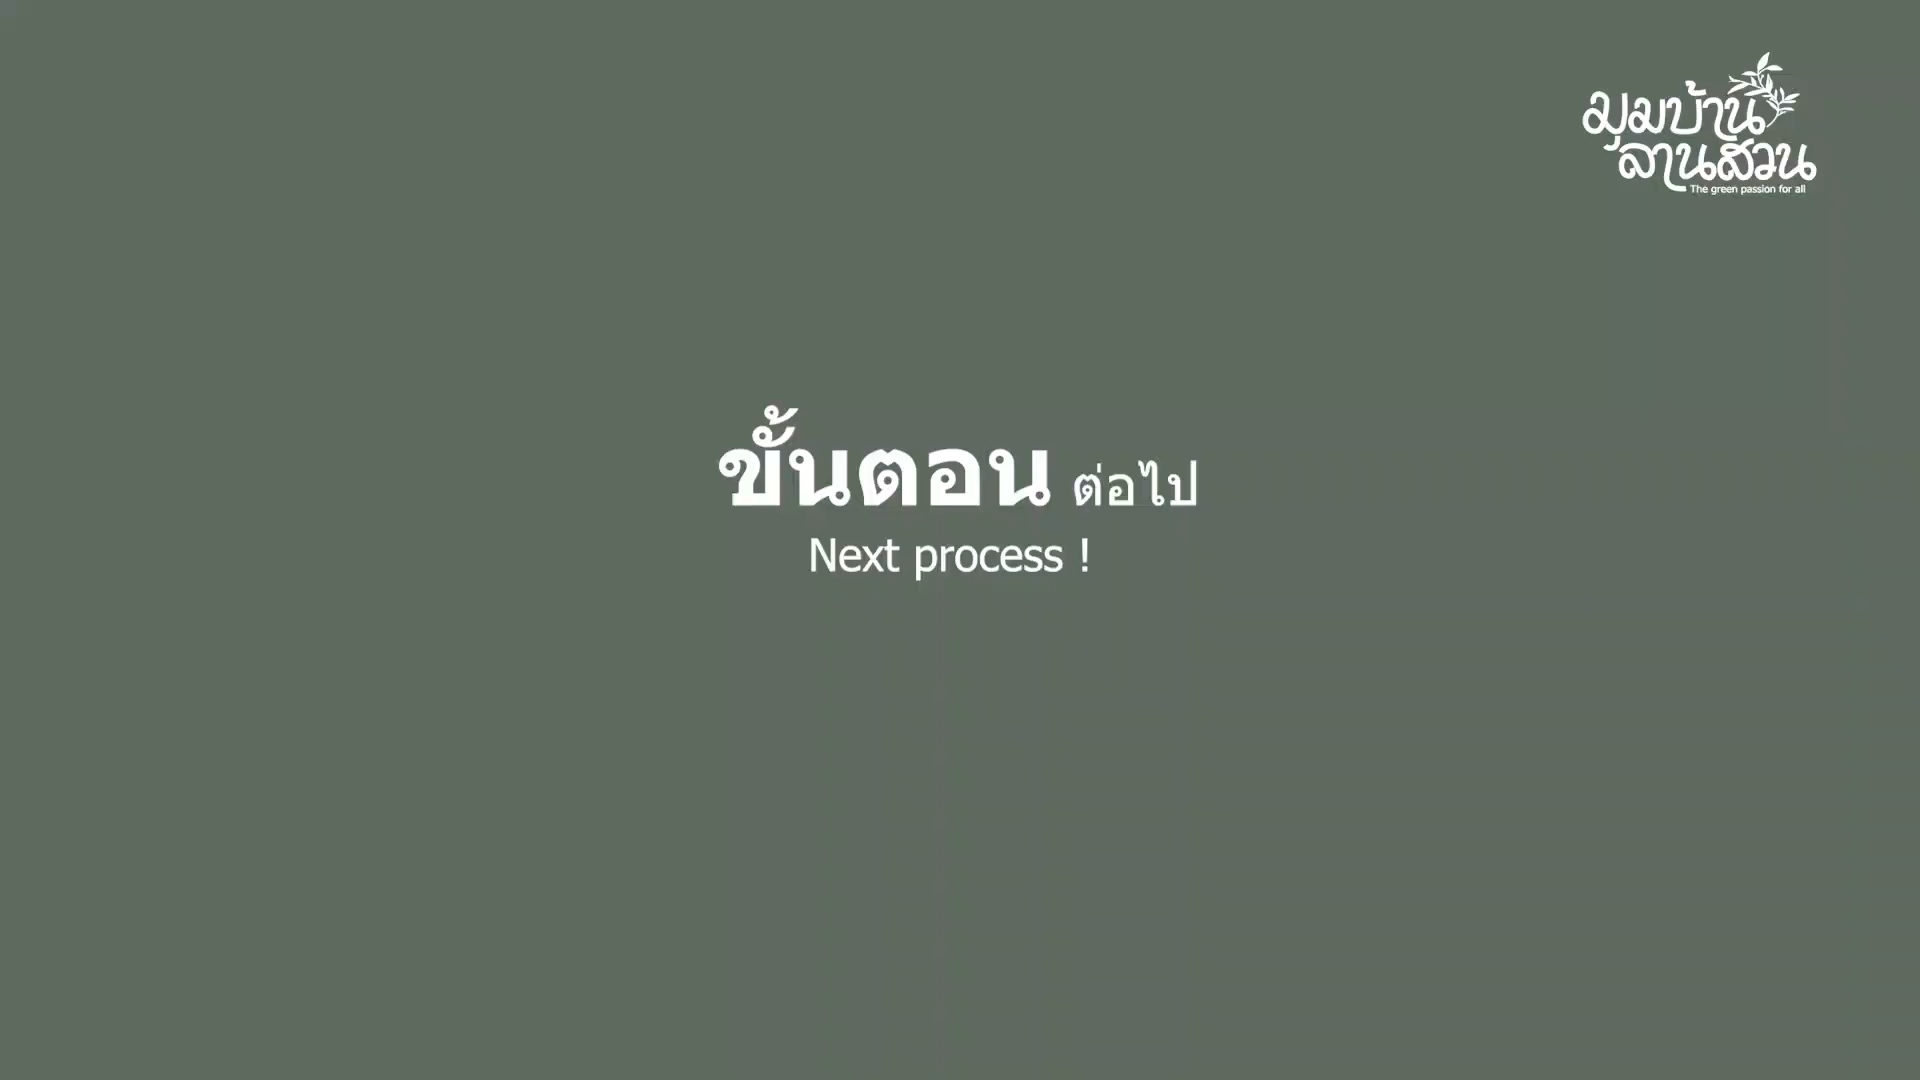 มุมบ้าน
ลานสวน
The green passion for all
ขั้นตอน ต่อไป
Next process !